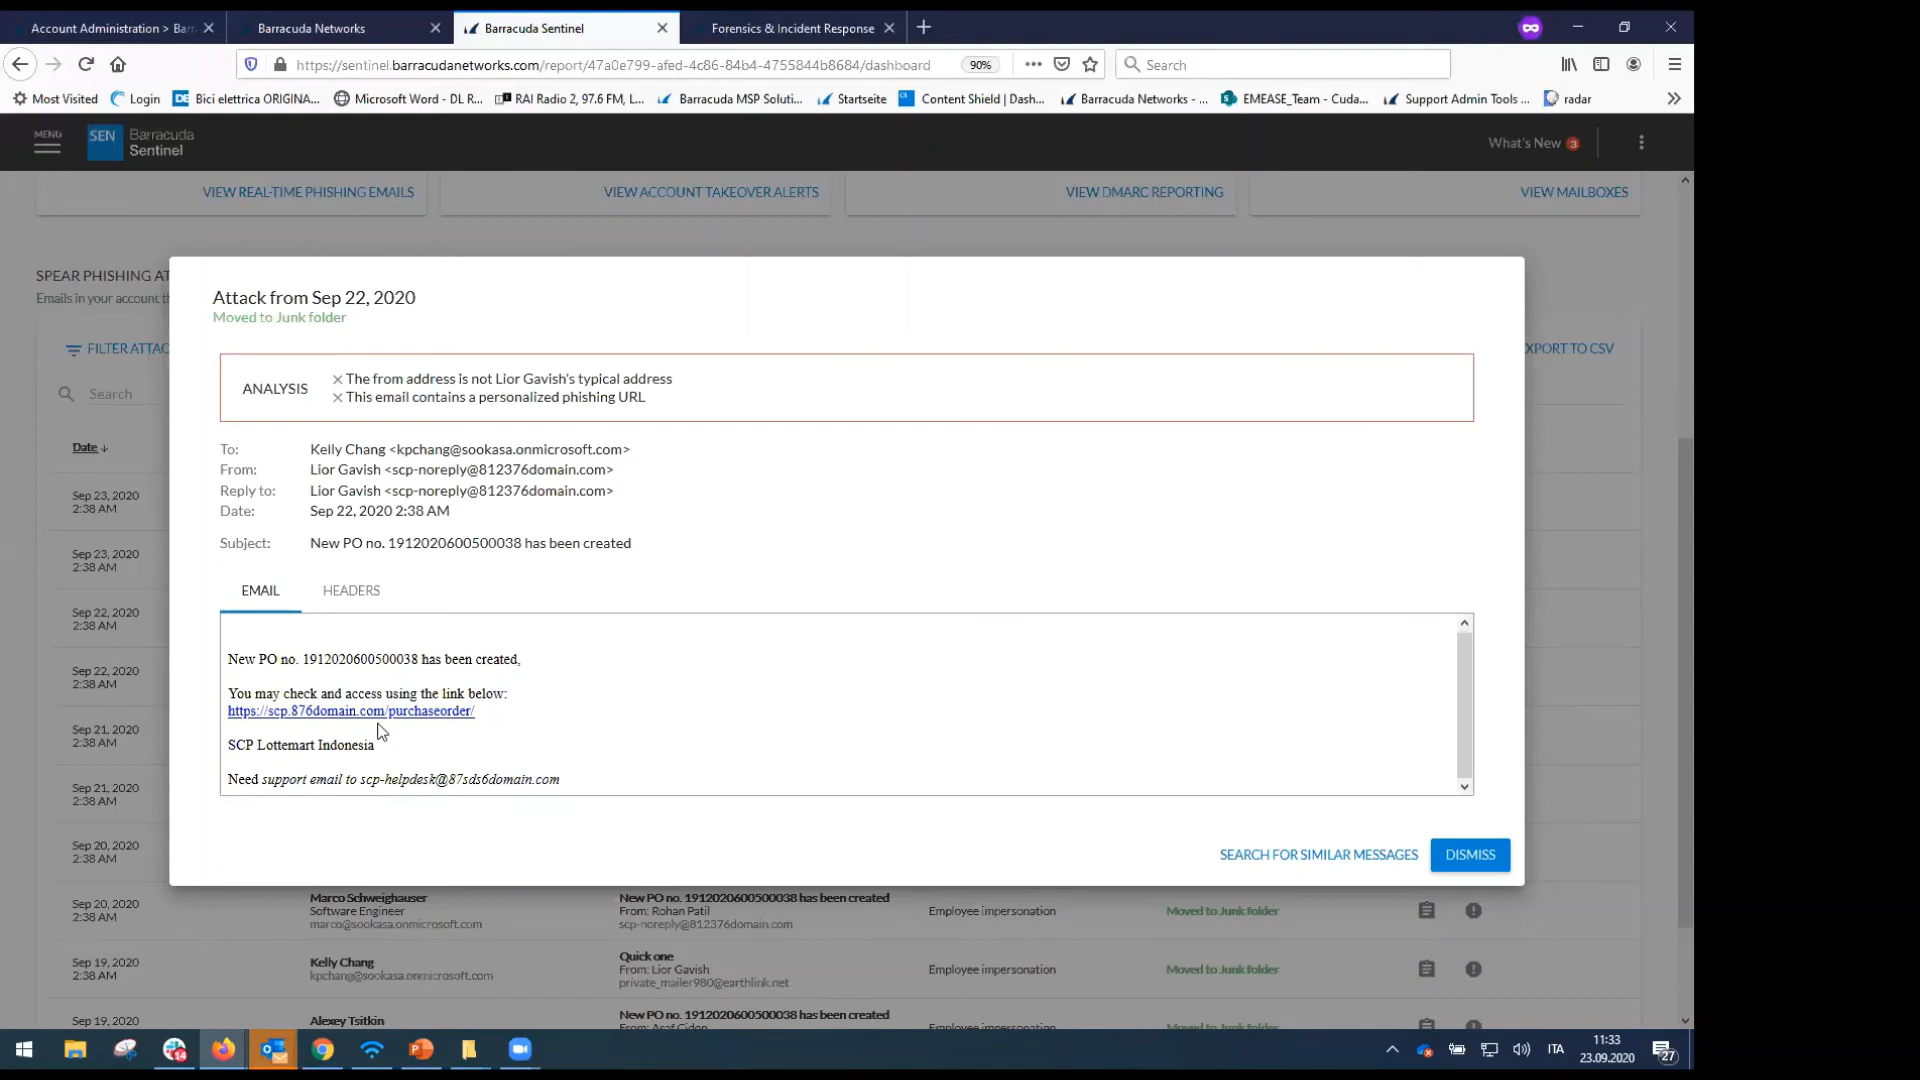 Account Administration > Barr
Barracuda Networks
Barracuda Sentinel
Forensics & Incident Response
https://sentinel.barracudanetworks.com/report/47a0e799-afed-4c86-84b4-4755844b8684/dashboard
90%
Search
Most Visited
Login
DE
Bici elettrica ORIGINA...
Microsoft Word - DL R...
RAI Radio 2, 97.6 FM, L...
Barracuda MSP Soluti...
Startseite
CS
Content Shield | Dash...
Barracuda Networks - ...
EMEASE_Team - Cuda...
Support Admin Tools ...
radar
MENU
SEN
Barracuda
Sentinel
What's New 3
VIEW REAL-TIME PHISHING EMAILS
VIEW ACCOUNT TAKEOVER ALERTS
VIEW DMARC REPORTING
VIEW MAILBOXES
SPEAR PHISHING AT
Emails in your account th
FILTER ATTAC
XPORT TO CSV
Search
Date
Sep 23, 2020
2:38 AM
Sep 23, 2020
2:38 AM
Sep 22, 2020
2:38 AM
Sep 22, 2020
2:38 AM
Sep 21, 2020
2:38 AM
Sep 21, 2020
2:38 AM
Sep 20, 2020
2:38 AM
Attack from Sep 22, 2020
Moved to Junk folder
ANALYSIS
The from address is not Lior Gavish's typical address
This email contains a personalized phishing URL
To: Kelly Chang <kpchang@sookasa.onmicrosoft.com>
From: Lior Gavish <scp-noreply@812376domain.com>
Reply to: Lior Gavish <scp-noreply@812376domain.com>
Date: Sep 22, 2020 2:38 AM
Subject: New PO no. 1912020600500038 has been created
EMAIL
HEADERS
New PO no. 1912020600500038 has been created,
You may check and access using the link below:
https://scp.876domain.com/purchaseorder/
SCP Lottemart Indonesia
Need support email to scp-helpdesk@87sds6domain.com
SEARCH FOR SIMILAR MESSAGES
DISMISS
Sep 20, 2020
2:38 AM
Marco Schweighauser
Software Engineer
marco@sookasa.onmicrosoft.com
New PO no. 1912020600500038 has been created
From: Rohan Patil
scp-noreply@812376domain.com
Employee impersonation
Moved to Junk folder
Sep 19, 2020
2:38 AM
Kelly Chang
kpchang@sookasa.onmicrosoft.com
Quick one
From: Lior Gavish
private_mailer980@earthlink.net
Employee impersonation
Moved to Junk folder
Sep 19, 2020
Alexey Tsitkin
New PO no. 1912020600500038 has been created
From: Asaf Cidon
Employee impersonation
Moved to Junk folder
14
ITA
11:33
23.09.2020
27